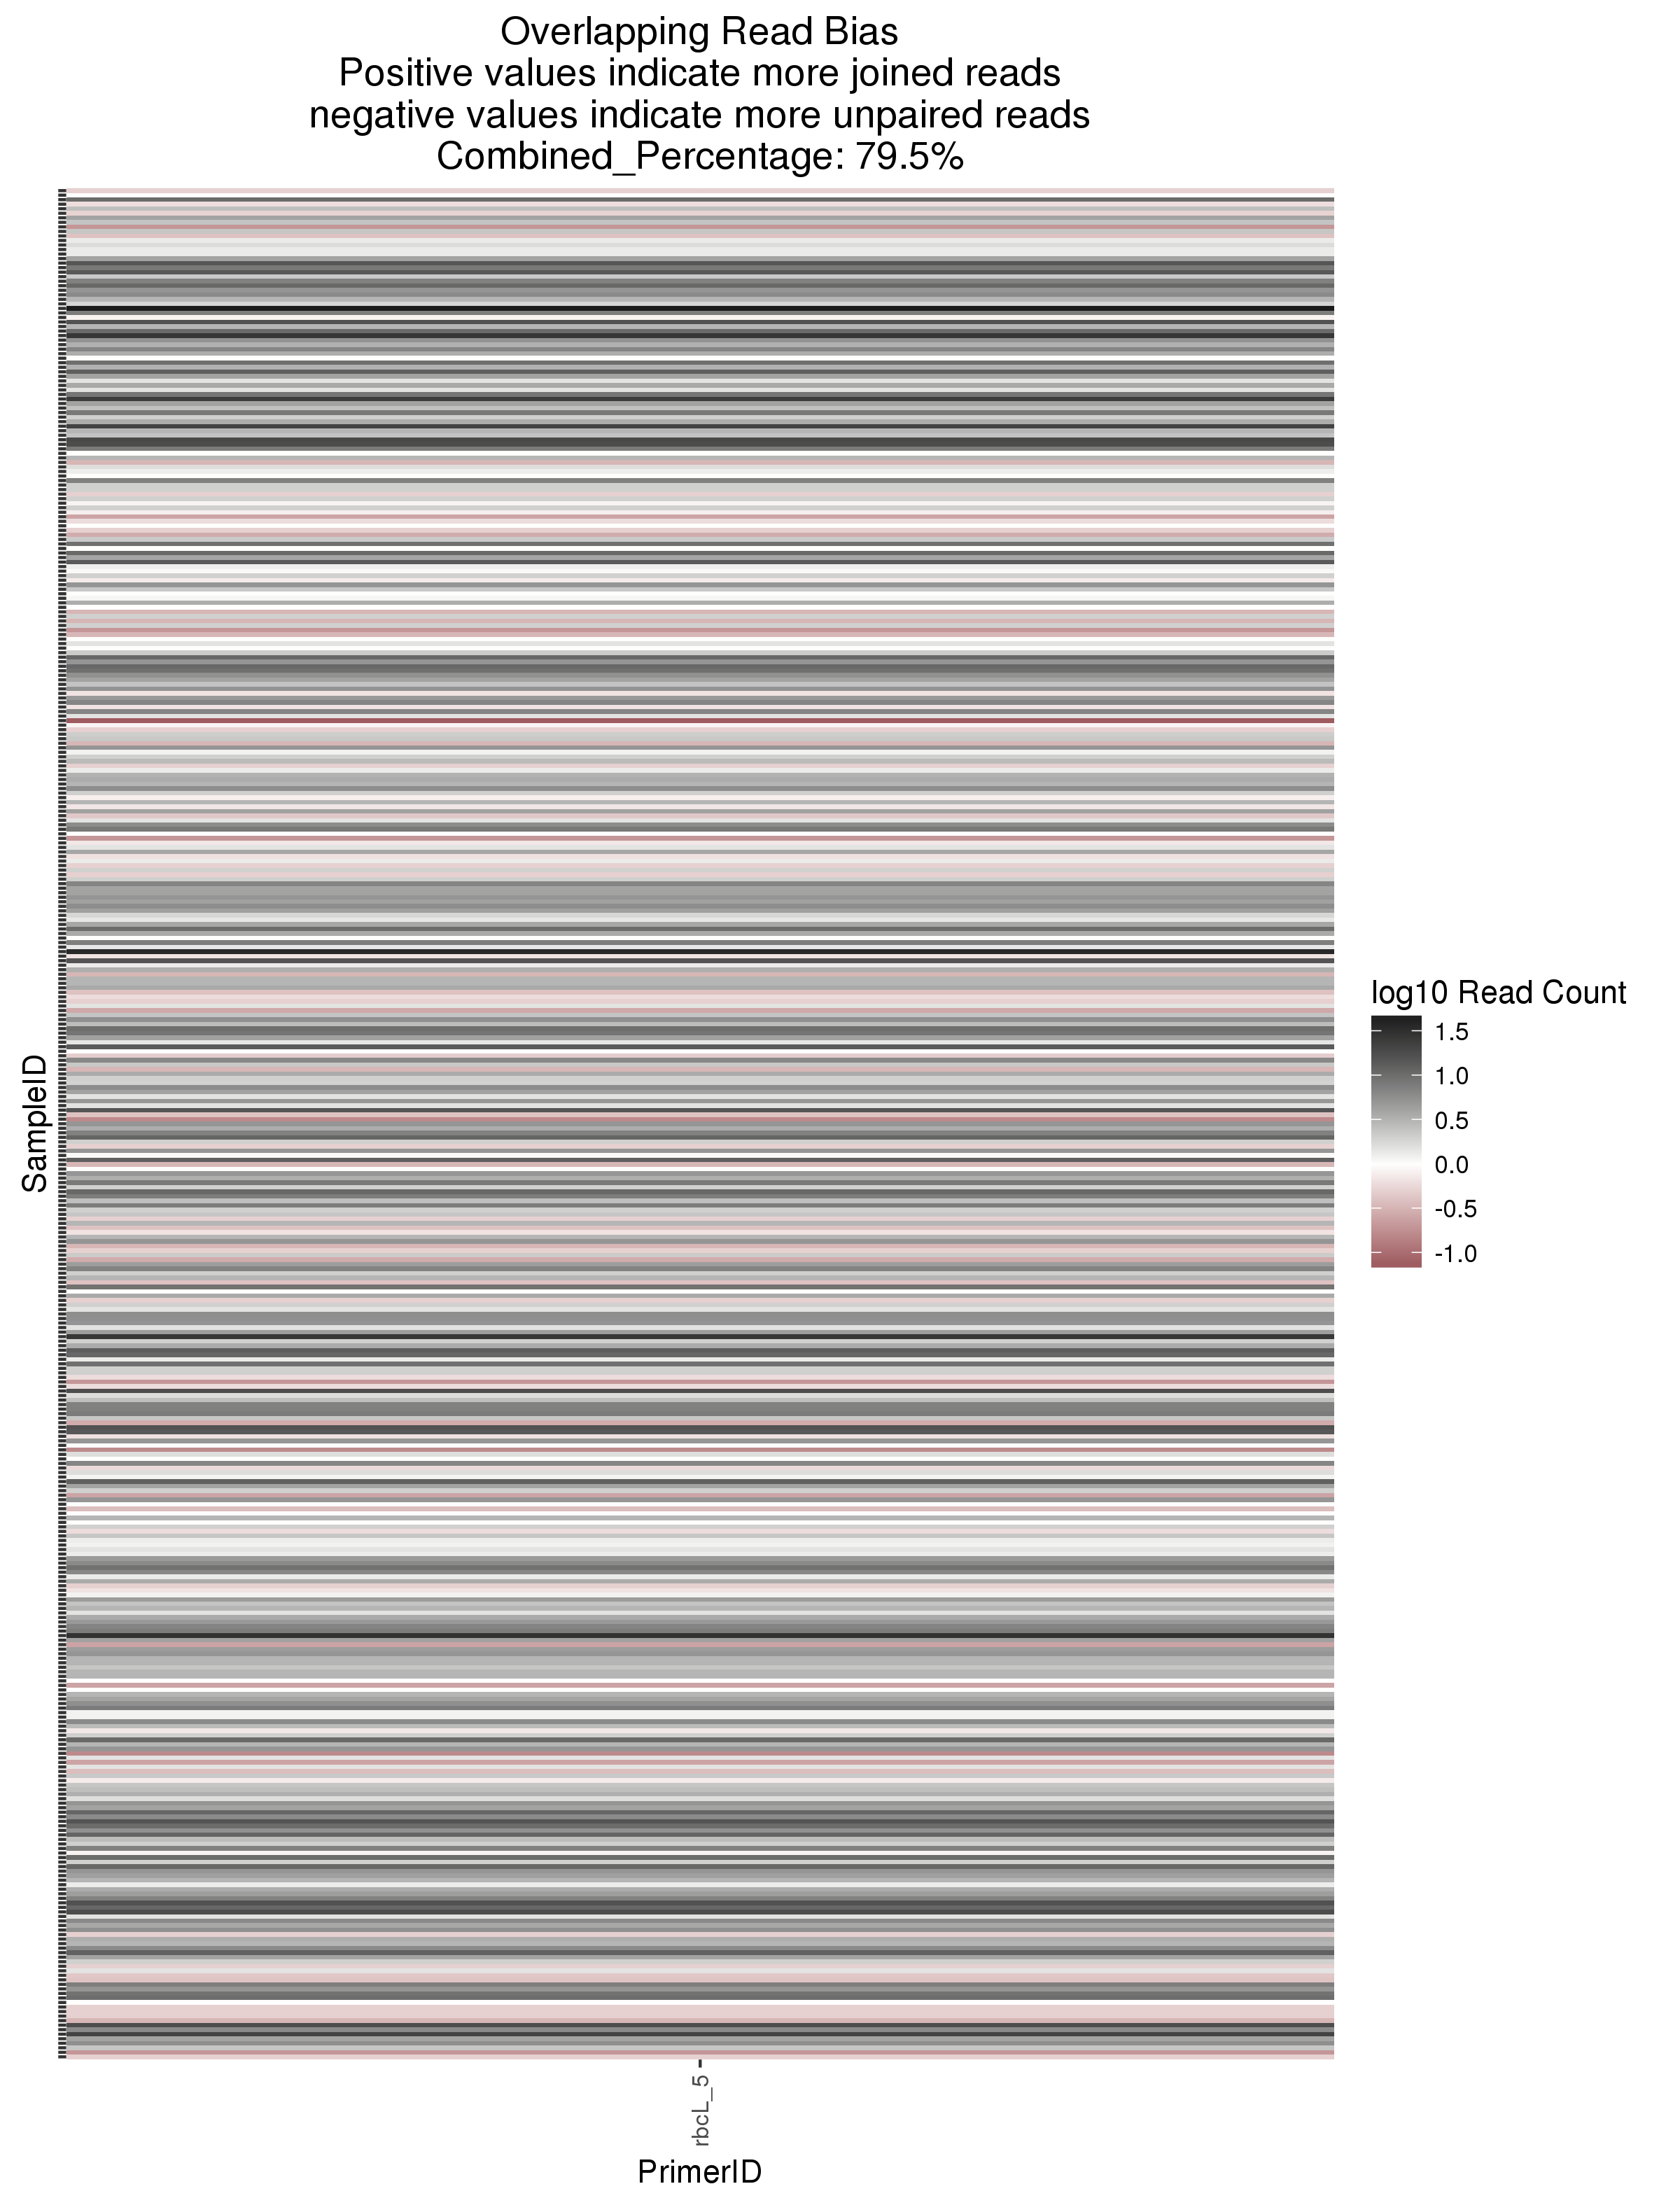 Overlapping Read Bias
Positive values indicate more joined reads
negative values indicate more unpaired reads
Combined_Percentage: 79.5%
SampleID
log10 Read Count
1.5
1.0
0.5
0.0
-0.5
-1.0
rbcL_5
PrimerID